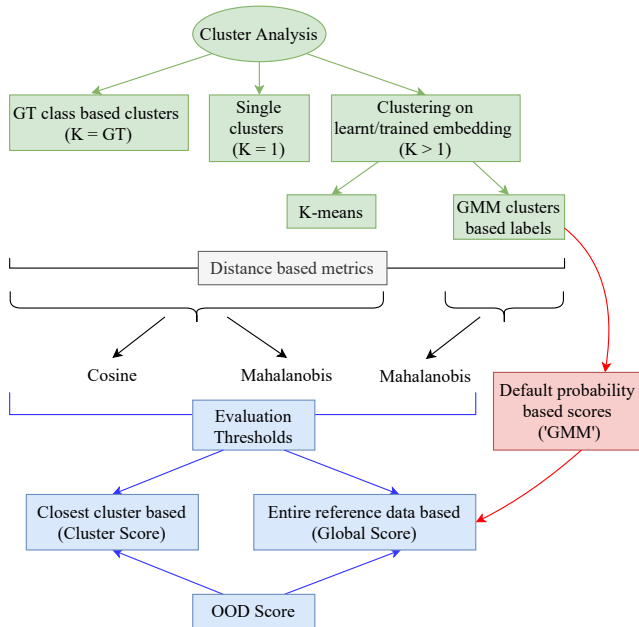 Cluster Analysis
GT class based clusters
(K = GT)
Single
clusters
(K = 1)
Clustering on
learnt/trained embedding
(K > 1)
K-means
GMM clusters
based labels
Distance based metrics
Cosine
Mahalanobis
Mahalanobis
Default probability
based scores
('GMM')
Evaluation
Thresholds
Closest cluster based
(Cluster Score)
Entire reference data based
(Global Score)
OOD Score